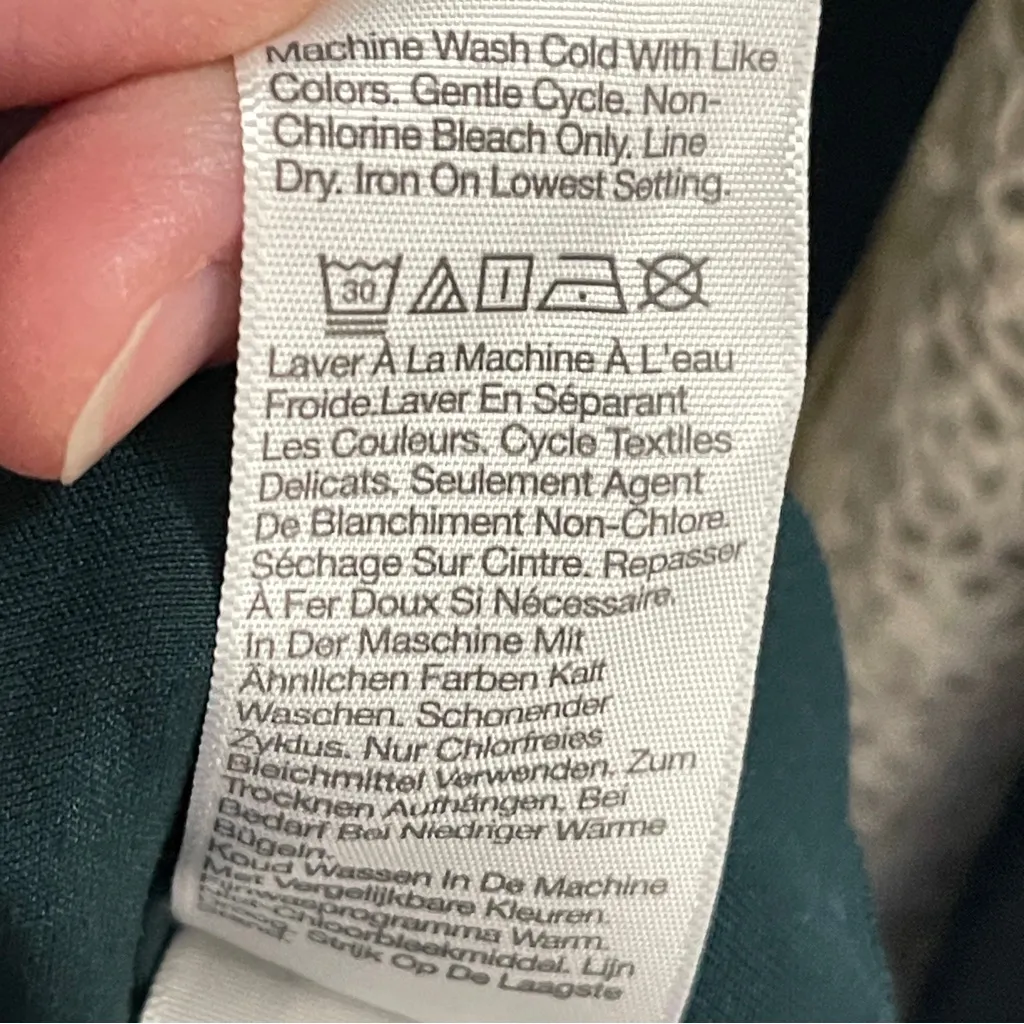 Machine Wash Cold With Like
Colors. Gentle Cycle. Non-
Chlorine Bleach Only. Line
Dry. Iron On Lowest Setting.
30
Laver À La Machine À L'eau
Froide.Laver En Séparant
Les Couleurs. Cycle Textiles
Delicats. Seulement Agent
De Blanchiment Non-Chlore.
Séchage Sur Cintre. Repasser
À Fer Doux Si Nécessaire.
In Der Maschine Mit
Ähnlichen Farben Kalt
Waschen. Schonender
Zyklus. Nur Chlorfreies
Bleichmittel Verwenden. Zum
Trocknen Aufhängen. Bei
Bedarf Bei Niedriger Warme
Bügeln.
Koud Wassen In De Machine
Met Vergelijkbare Kleuren.
Fijnwasprogramma Warm.
Chloorbleekmiddel. Lijn
Strijk Op De Laagste